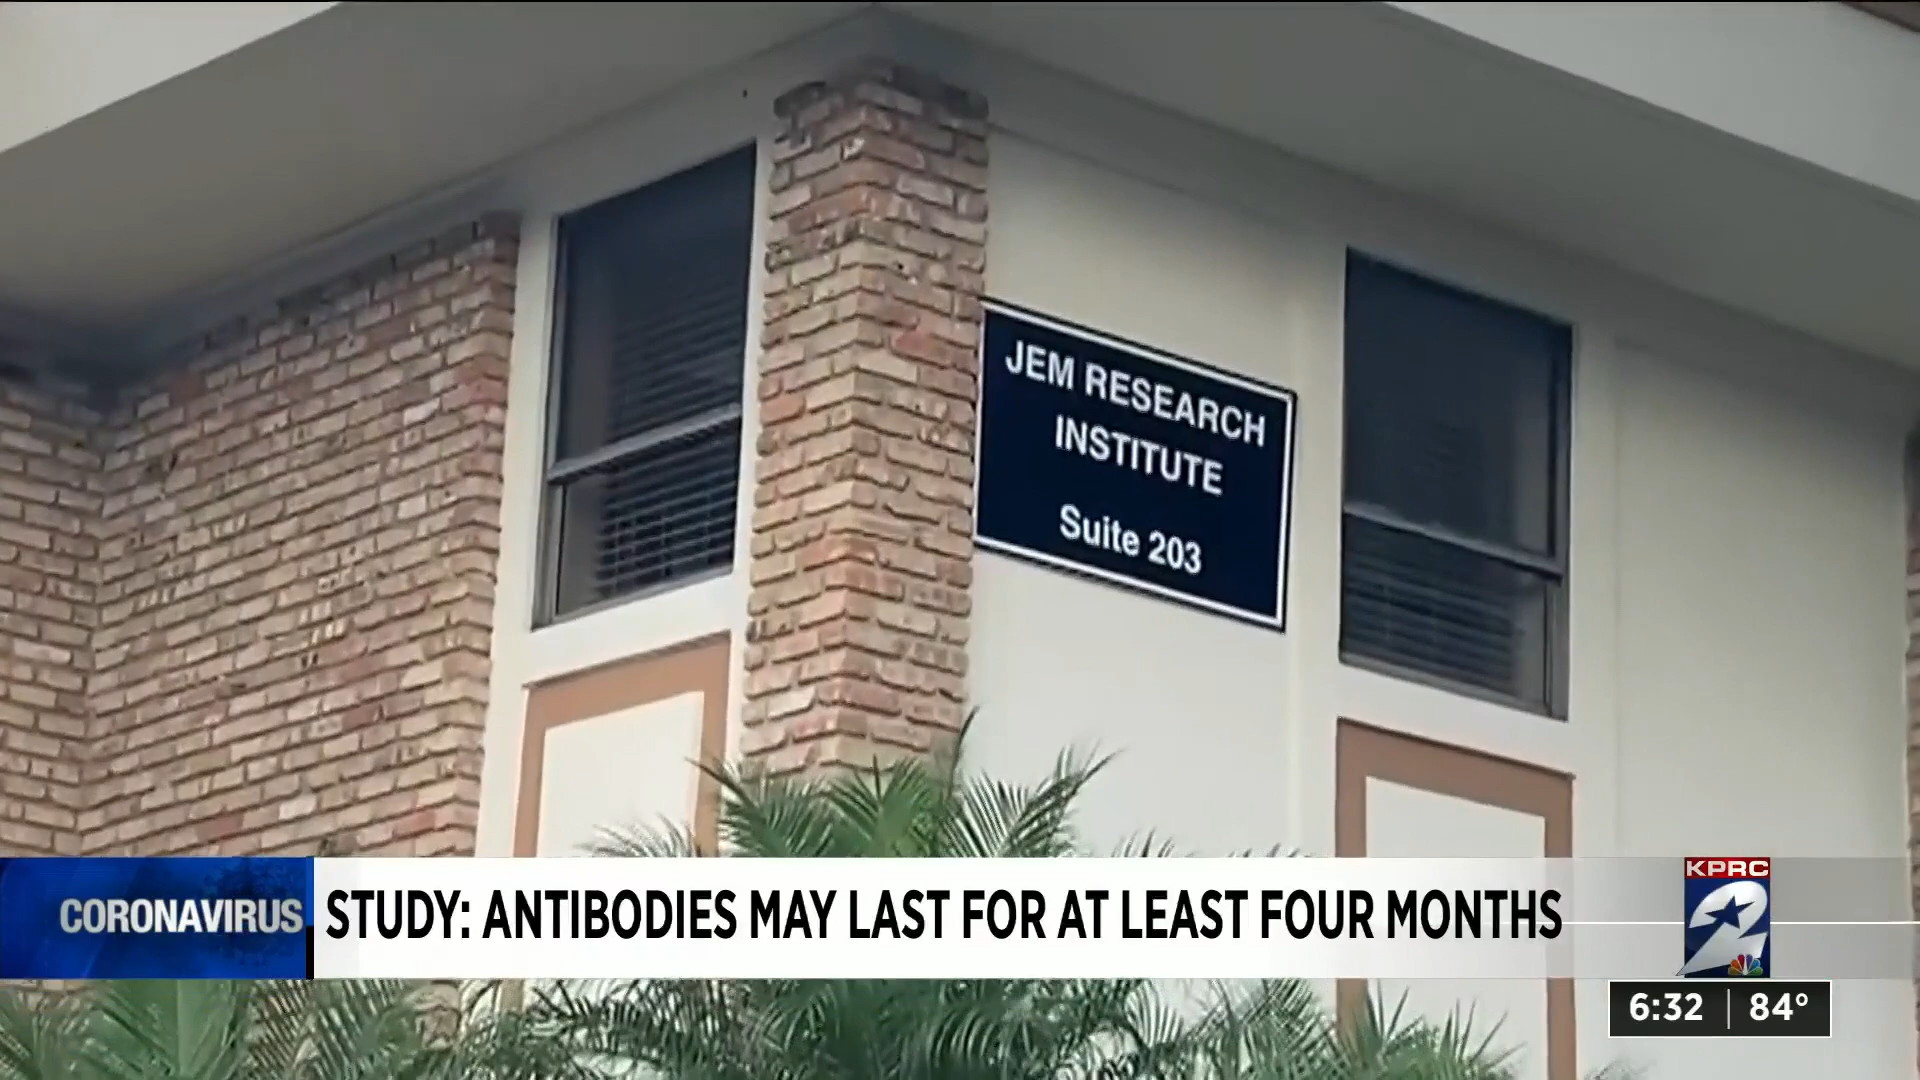 JEM RESEARCH
INSTITUTE
Suite 203
CORONAVIRUS
STUDY: ANTIBODIES MAY LAST FOR AT LEAST FOUR MONTHS
KPRC
2
6:32 84°